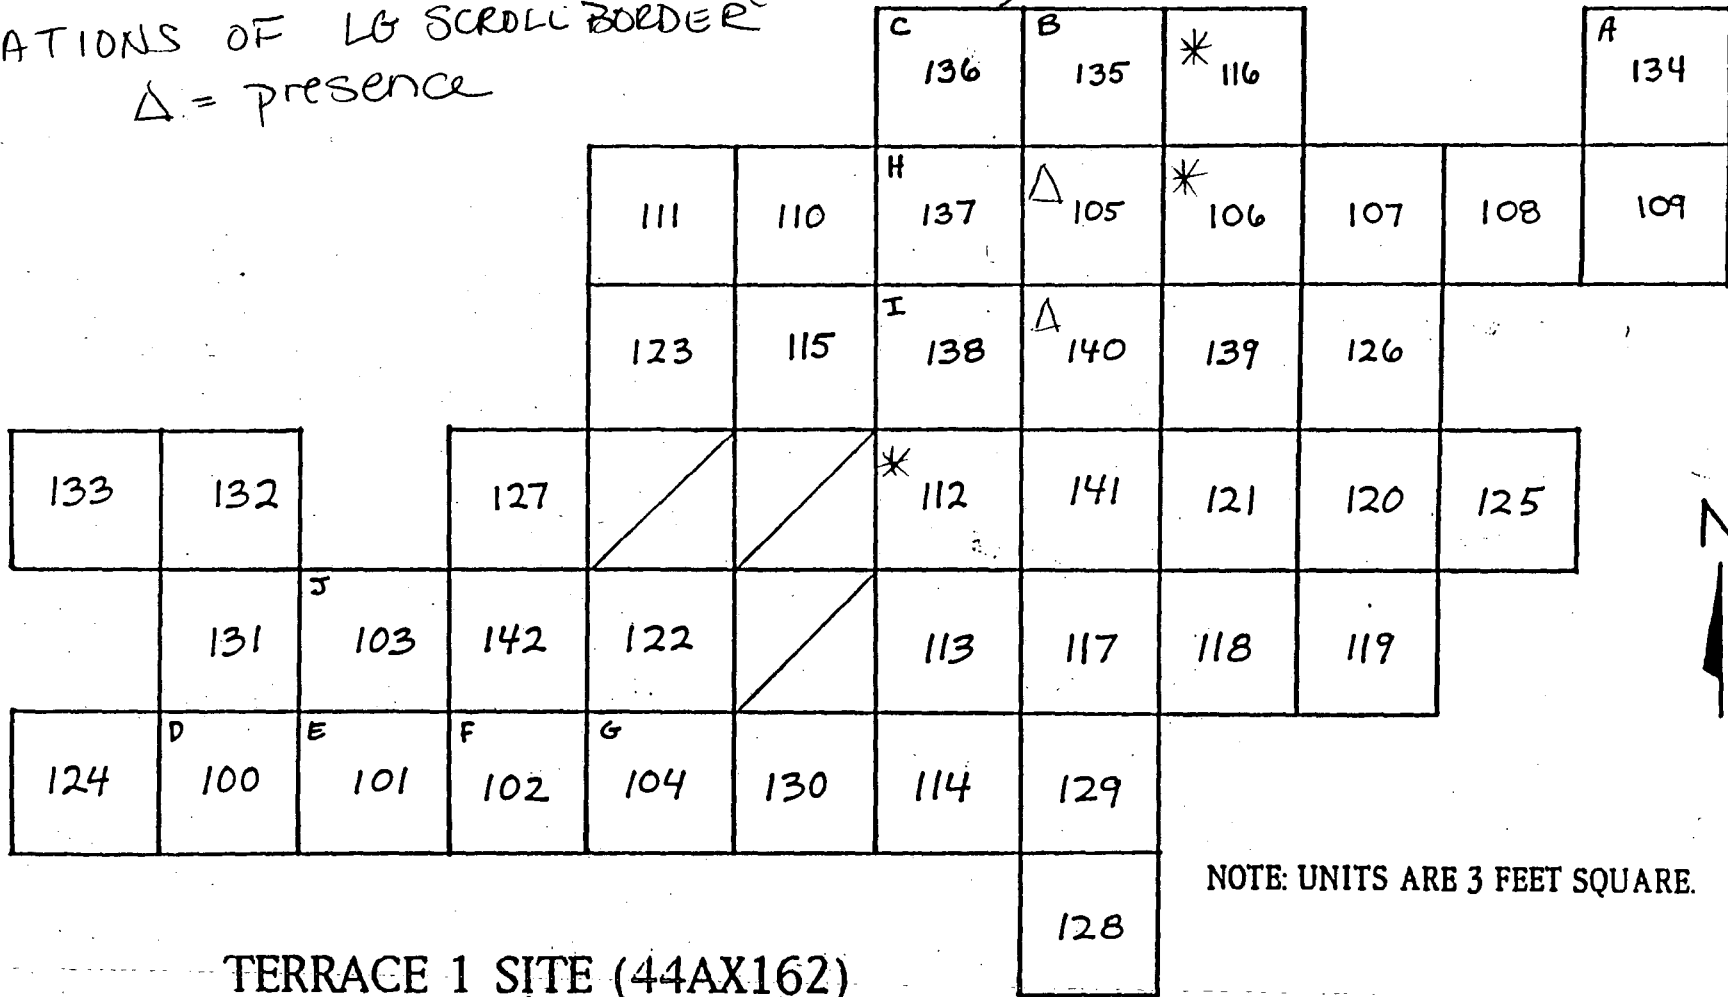 ATIONS OF LG SCROLL BORDER
Δ = presence
C B A
136 135 * 116 134
H Δ *
111 110 137 105 106 107 108 109
I Δ
123 115 138 140 139 126
*
133 132 127 112 141 121 120 125
N
J
131 103 142 122 113 117 118 119
D E F G
124 100 101 102 104 130 114 129
NOTE: UNITS ARE 3 FEET SQUARE.
128
TERRACE 1 SITE (44AX162)